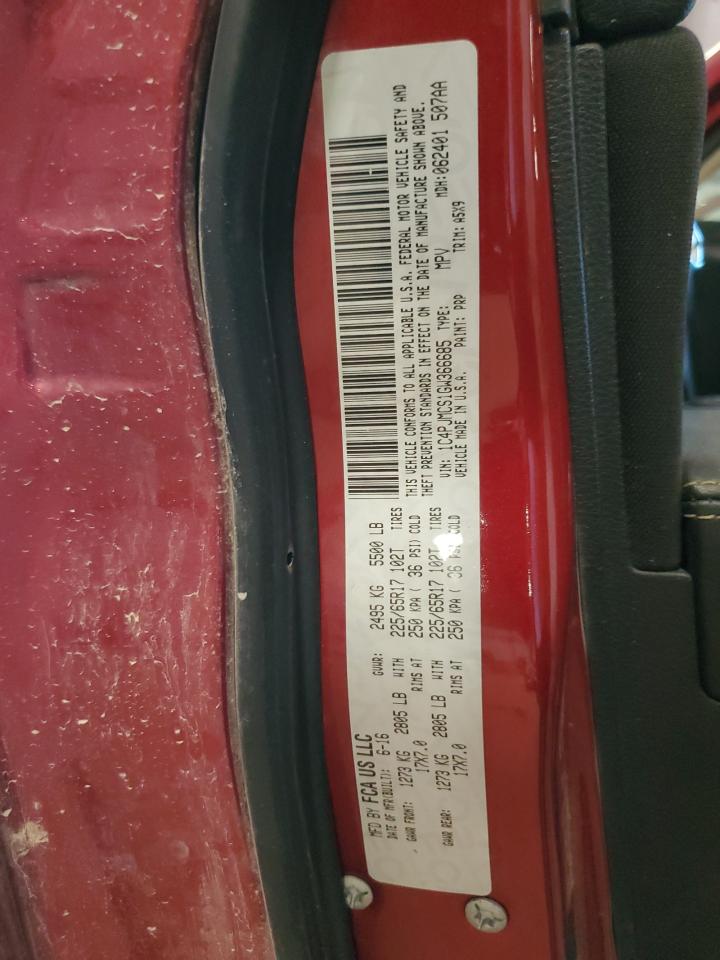 MFD BY FCA US LLC
DATE OF MFR(BUILT): 6-16 GVWR: 2495 KG 5500 LB
GAWR FRONT: 1273 KG 2805 LB WITH 225/65R17 102T TIRES
17X7.0 RIMS AT 250 KPA ( 36 PSI) COLD
GAWR REAR: 1273 KG 2805 LB WITH 225/65R17 102T TIRES
17X7.0 RIMS AT 250 KPA ( 36 PSI) COLD
THIS VEHICLE CONFORMS TO ALL APPLICABLE U.S.A. FEDERAL MOTOR VEHICLE SAFETY AND
THEFT PREVENTION STANDARDS IN EFFECT ON THE DATE OF MANUFACTURE SHOWN ABOVE.
VIN: 1C4PJMCS1GW366685 TYPE: MPV MDH:062401 507AA
VEHICLE MADE IN U.S.A. PAINT: PRP TRIM: A5X9